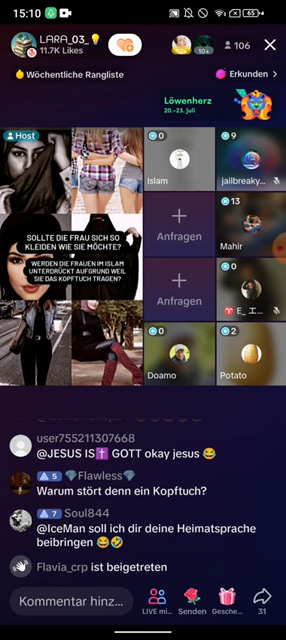 15:10
65
LARA_03_💡
11.7K Likes
10+
106
Wöchentliche Rangliste
Erkunden >
Löwenherz
20.-23. Juli
Host
0
9
Islam
jailbreaky...
SOLLTE DIE FRAU SICH SO
KLEIDEN WIE SIE MÖCHTE?
WERDEN DIE FRAUEN IM ISLAM
UNTERDRÜCKT AUFGRUND WEIL
SIE DAS KOPFTUCH TRAGEN?
Anfragen
13
Mahir
Anfragen
0
0
2
Doamo
Potato
user755211307668
@JESUS IS✝️ GOTT okay jesus 😂
5 💎Flawless💎
Warum stört denn ein Kopftuch?
7 Soul844
@IceMan soll ich dir deine Heimatsprache
beibringen 😂🤣
Flavia_crp ist beigetreten
Kommentar hinz...
LIVE mi...
Senden
Gesche...
31